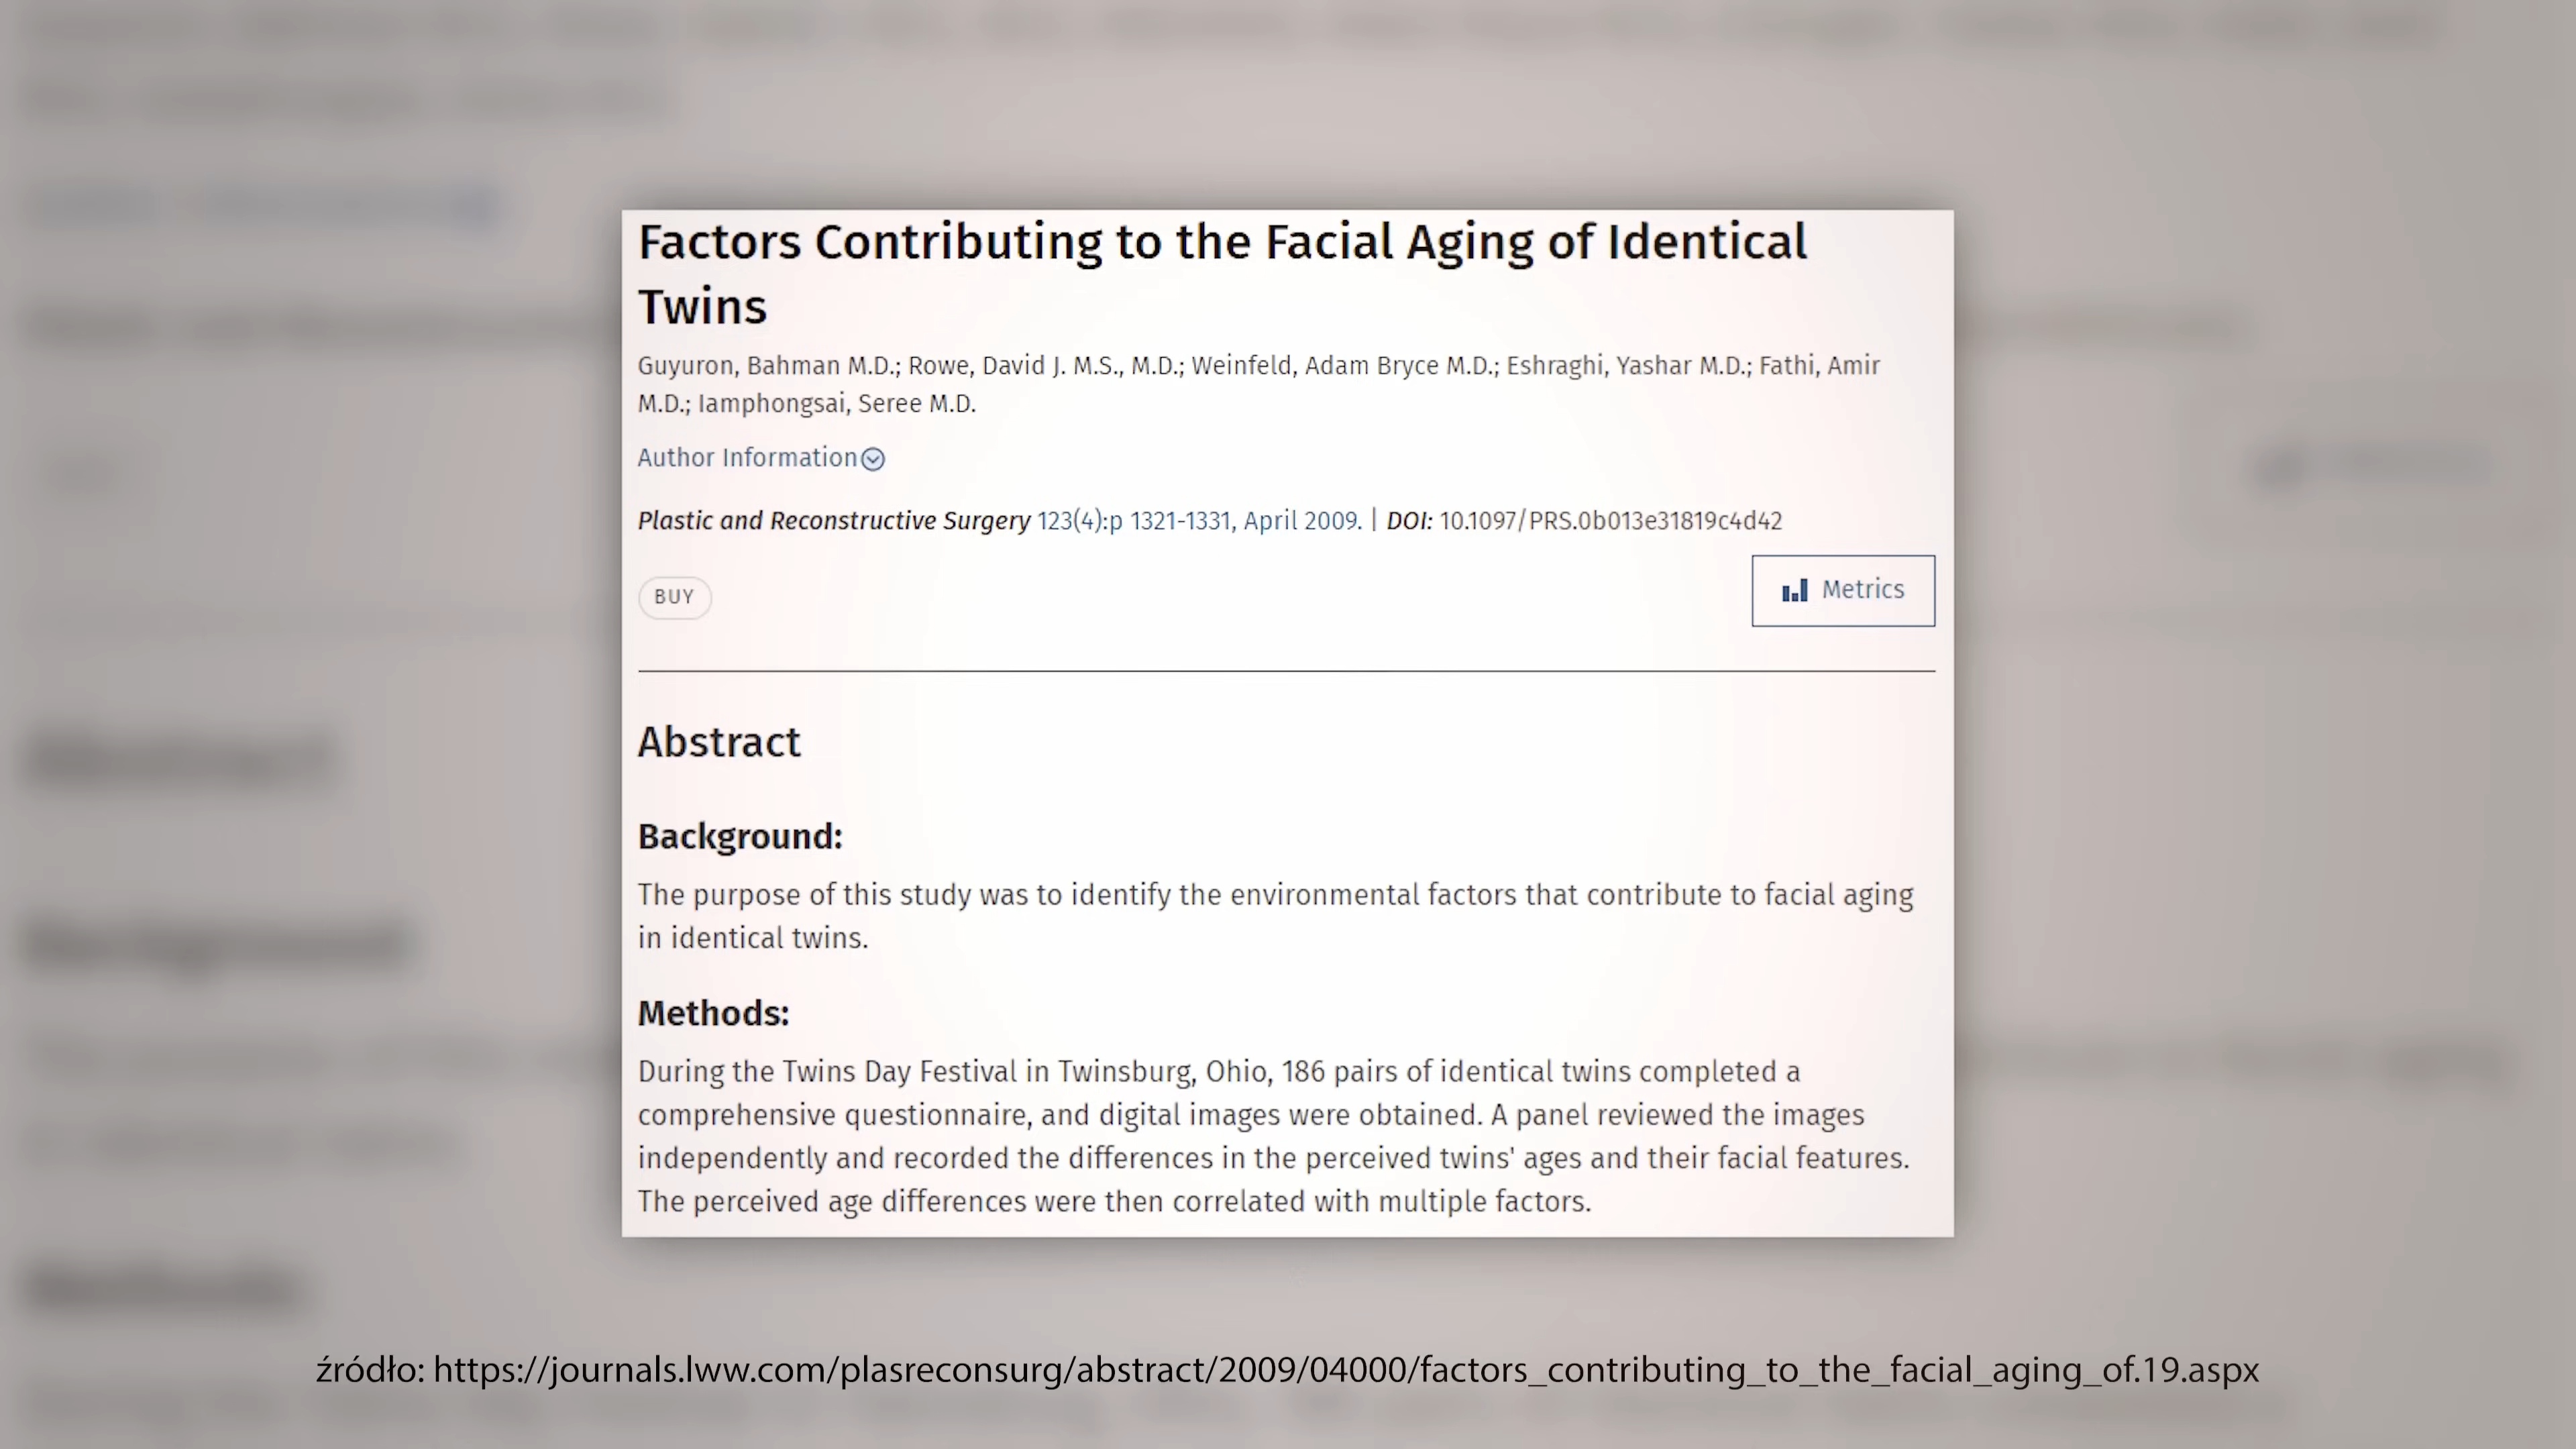 Factors Contributing to the Facial Aging of Identical
Twins
Guyuron, Bahman M.D.; Rowe, David J. M.S., M.D.; Weinfeld, Adam Bryce M.D.; Eshraghi, Yashar M.D.; Fathi, Amir
M.D.; Iamphongsai, Seree M.D.
Author Information
Plastic and Reconstructive Surgery 123(4):p 1321-1331, April 2009. | DOI: 10.1097/PRS.0b013e31819c4d42
BUY
Metrics
Abstract
Background:
The purpose of this study was to identify the environmental factors that contribute to facial aging
in identical twins.
Methods:
During the Twins Day Festival in Twinsburg, Ohio, 186 pairs of identical twins completed a
comprehensive questionnaire, and digital images were obtained. A panel reviewed the images
independently and recorded the differences in the perceived twins' ages and their facial features.
The perceived age differences were then correlated with multiple factors.
źródło: https://journals.lww.com/plasreconsurg/abstract/2009/04000/factors_contributing_to_the_facial_aging_of.19.aspx